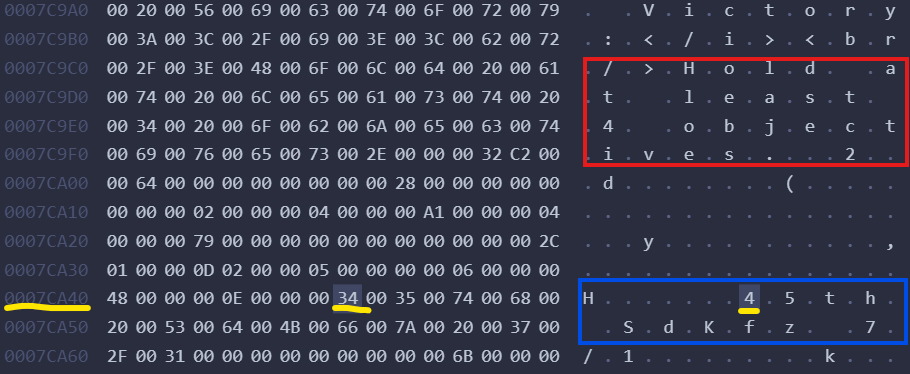 0007C9A0 00 20 00 56 00 69 00 63 00 74 00 6F 00 72 00 79 .   . V . i . c . t . o . r . y
0007C9B0 00 3A 00 3C 00 2F 00 69 00 3E 00 3C 00 62 00 72 . : . < . / . i . > . < . b . r
0007C9C0 00 2F 00 3E 00 48 00 6F 00 6C 00 64 00 20 00 61 . / . > . H . o . l . d .   . a
0007C9D0 00 74 00 20 00 6C 00 65 00 61 00 73 00 74 00 20 . t .   . l . e . a . s . t .
0007C9E0 00 34 00 20 00 6F 00 62 00 6A 00 65 00 63 00 74 . 4 .   . o . b . j . e . c . t
0007C9F0 00 69 00 76 00 65 00 73 00 2E 00 00 00 32 C2 00 . i . v . e . s . . . . . 2 . .
0007CA00 00 64 00 00 00 00 00 00 00 00 28 00 00 00 00 00 . d . . . . . . . . ( . . . . .
0007CA10 00 00 00 02 00 00 00 04 00 00 00 A1 00 00 00 04 . . . . . . . . . . . . . . . .
0007CA20 00 00 00 79 00 00 00 00 00 00 00 00 00 00 00 2C . . . y . . . . . . . . . . . ,
0007CA30 01 00 00 0D 02 00 00 05 00 00 00 00 06 00 00 00 . . . . . . . . . . . . . . . .
0007CA40 48 00 00 00 0E 00 00 00 34 00 35 00 74 00 68 00 H . . . . . . . 4 . 5 . t . h .
0007CA50 20 00 53 00 64 00 4B 00 66 00 7A 00 20 00 37 00   . S . d . K . f . z .   . 7 .
0007CA60 2F 00 31 00 00 00 00 00 00 00 00 00 6B 00 00 00 / . 1 . . . . . . . . . k . . .